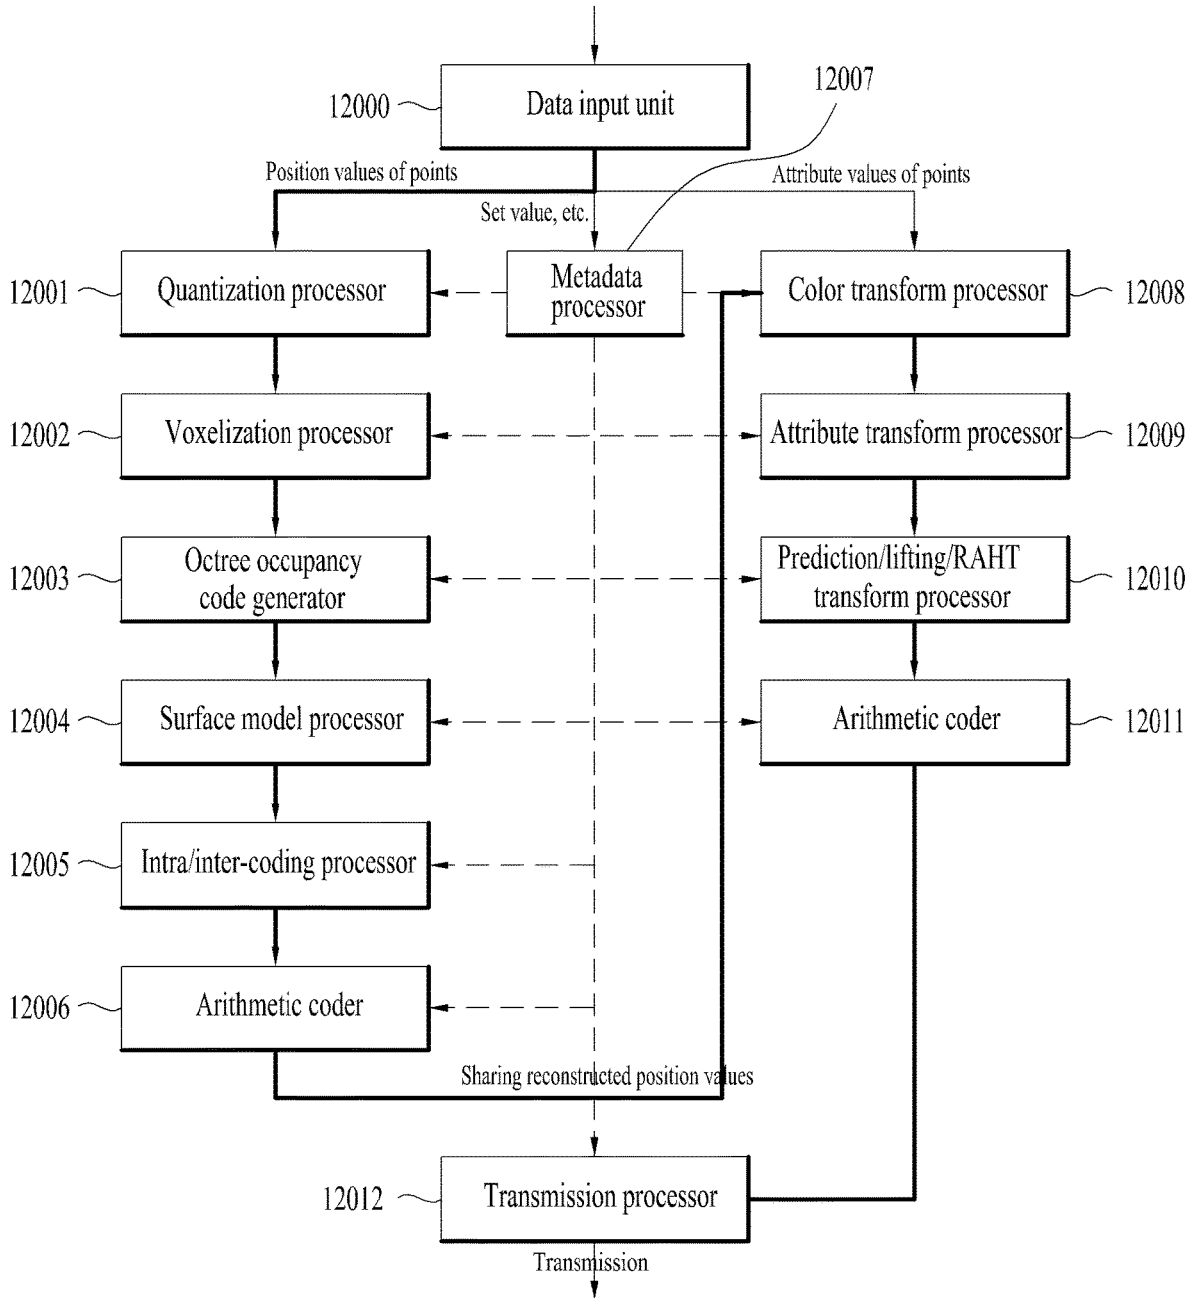 12007
12000
Data input unit
Position values of points
Attribute values of points
Set value, etc.
12001
Quantization processor
Metadata
processor
Color transform processor
12008
12002
Voxelization processor
Attribute transform processor
12009
12003
Octree occupancy
code generator
Prediction/lifting/RAHT
transform processor
12010
12004
Surface model processor
Arithmetic coder
12011
12005
Intra/inter-coding processor
12006
Arithmetic coder
Sharing reconstructed position values
12012
Transmission processor
Transmission